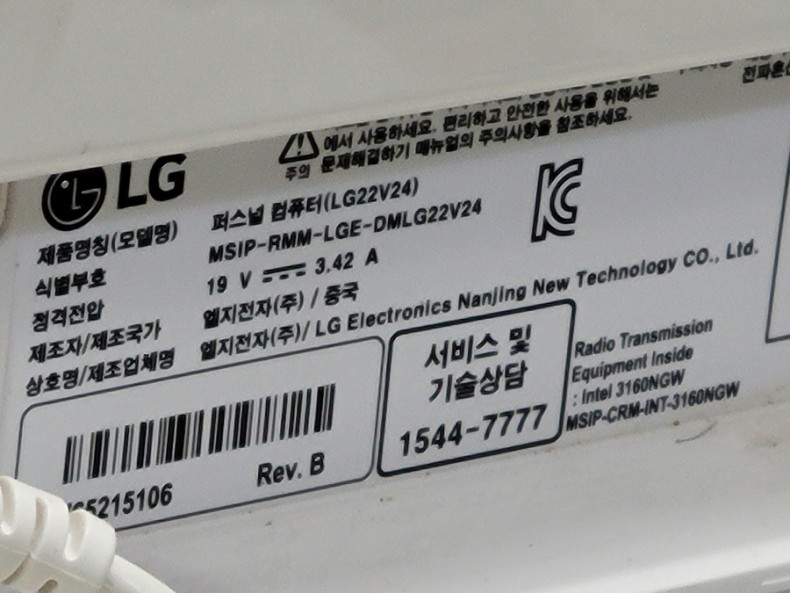 에서 사용하세요. 편리하고 안전한 사용을 위해서는
주의 문제해결하기 매뉴얼의 주의사항을 참조하세요.
LG
제품명칭(모델명) 퍼스널 컴퓨터(LG22V24)
식별부호 MSIP-RMM-LGE-DMLG22V24
정격전압 19 V 3.42 A
제조자/제조국가 엘지전자(주) / 중국
상호명/제조업체명 엘지전자(주)/ LG Electronics Nanjing New Technology CO., Ltd.
5215106
Rev. B
서비스 및
기술상담
1544-7777
Radio Transmission
Equipment Inside
: Intel 3160NGW
MSIP-CRM-INT-3160NGW